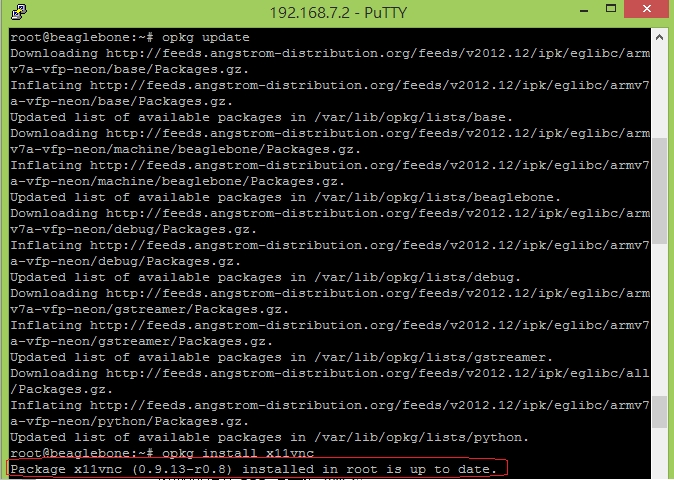 192.168.7.2 - PuTTY
root@beaglebone:~# opkg update
Downloading http://feeds.angstrom-distribution.org/feeds/v2012.12/ipk/eglibc/arm
v7a-vfp-neon/base/Packages.gz.
Inflating http://feeds.angstrom-distribution.org/feeds/v2012.12/ipk/eglibc/armv7
a-vfp-neon/base/Packages.gz.
Updated list of available packages in /var/lib/opkg/lists/base.
Downloading http://feeds.angstrom-distribution.org/feeds/v2012.12/ipk/eglibc/arm
v7a-vfp-neon/machine/beaglebone/Packages.gz.
Inflating http://feeds.angstrom-distribution.org/feeds/v2012.12/ipk/eglibc/armv7
a-vfp-neon/machine/beaglebone/Packages.gz.
Updated list of available packages in /var/lib/opkg/lists/beaglebone.
Downloading http://feeds.angstrom-distribution.org/feeds/v2012.12/ipk/eglibc/arm
v7a-vfp-neon/debug/Packages.gz.
Inflating http://feeds.angstrom-distribution.org/feeds/v2012.12/ipk/eglibc/armv7
a-vfp-neon/debug/Packages.gz.
Updated list of available packages in /var/lib/opkg/lists/debug.
Downloading http://feeds.angstrom-distribution.org/feeds/v2012.12/ipk/eglibc/arm
v7a-vfp-neon/gstreamer/Packages.gz.
Inflating http://feeds.angstrom-distribution.org/feeds/v2012.12/ipk/eglibc/armv7
a-vfp-neon/gstreamer/Packages.gz.
Updated list of available packages in /var/lib/opkg/lists/gstreamer.
Downloading http://feeds.angstrom-distribution.org/feeds/v2012.12/ipk/eglibc/all
/Packages.gz.
Inflating http://feeds.angstrom-distribution.org/feeds/v2012.12/ipk/eglibc/armv7
a-vfp-neon/python/Packages.gz.
Updated list of available packages in /var/lib/opkg/lists/python.
root@beaglebone:~# opkg install x11vnc
Package x11vnc (0.9.13-r0.8) installed in root is up to date.